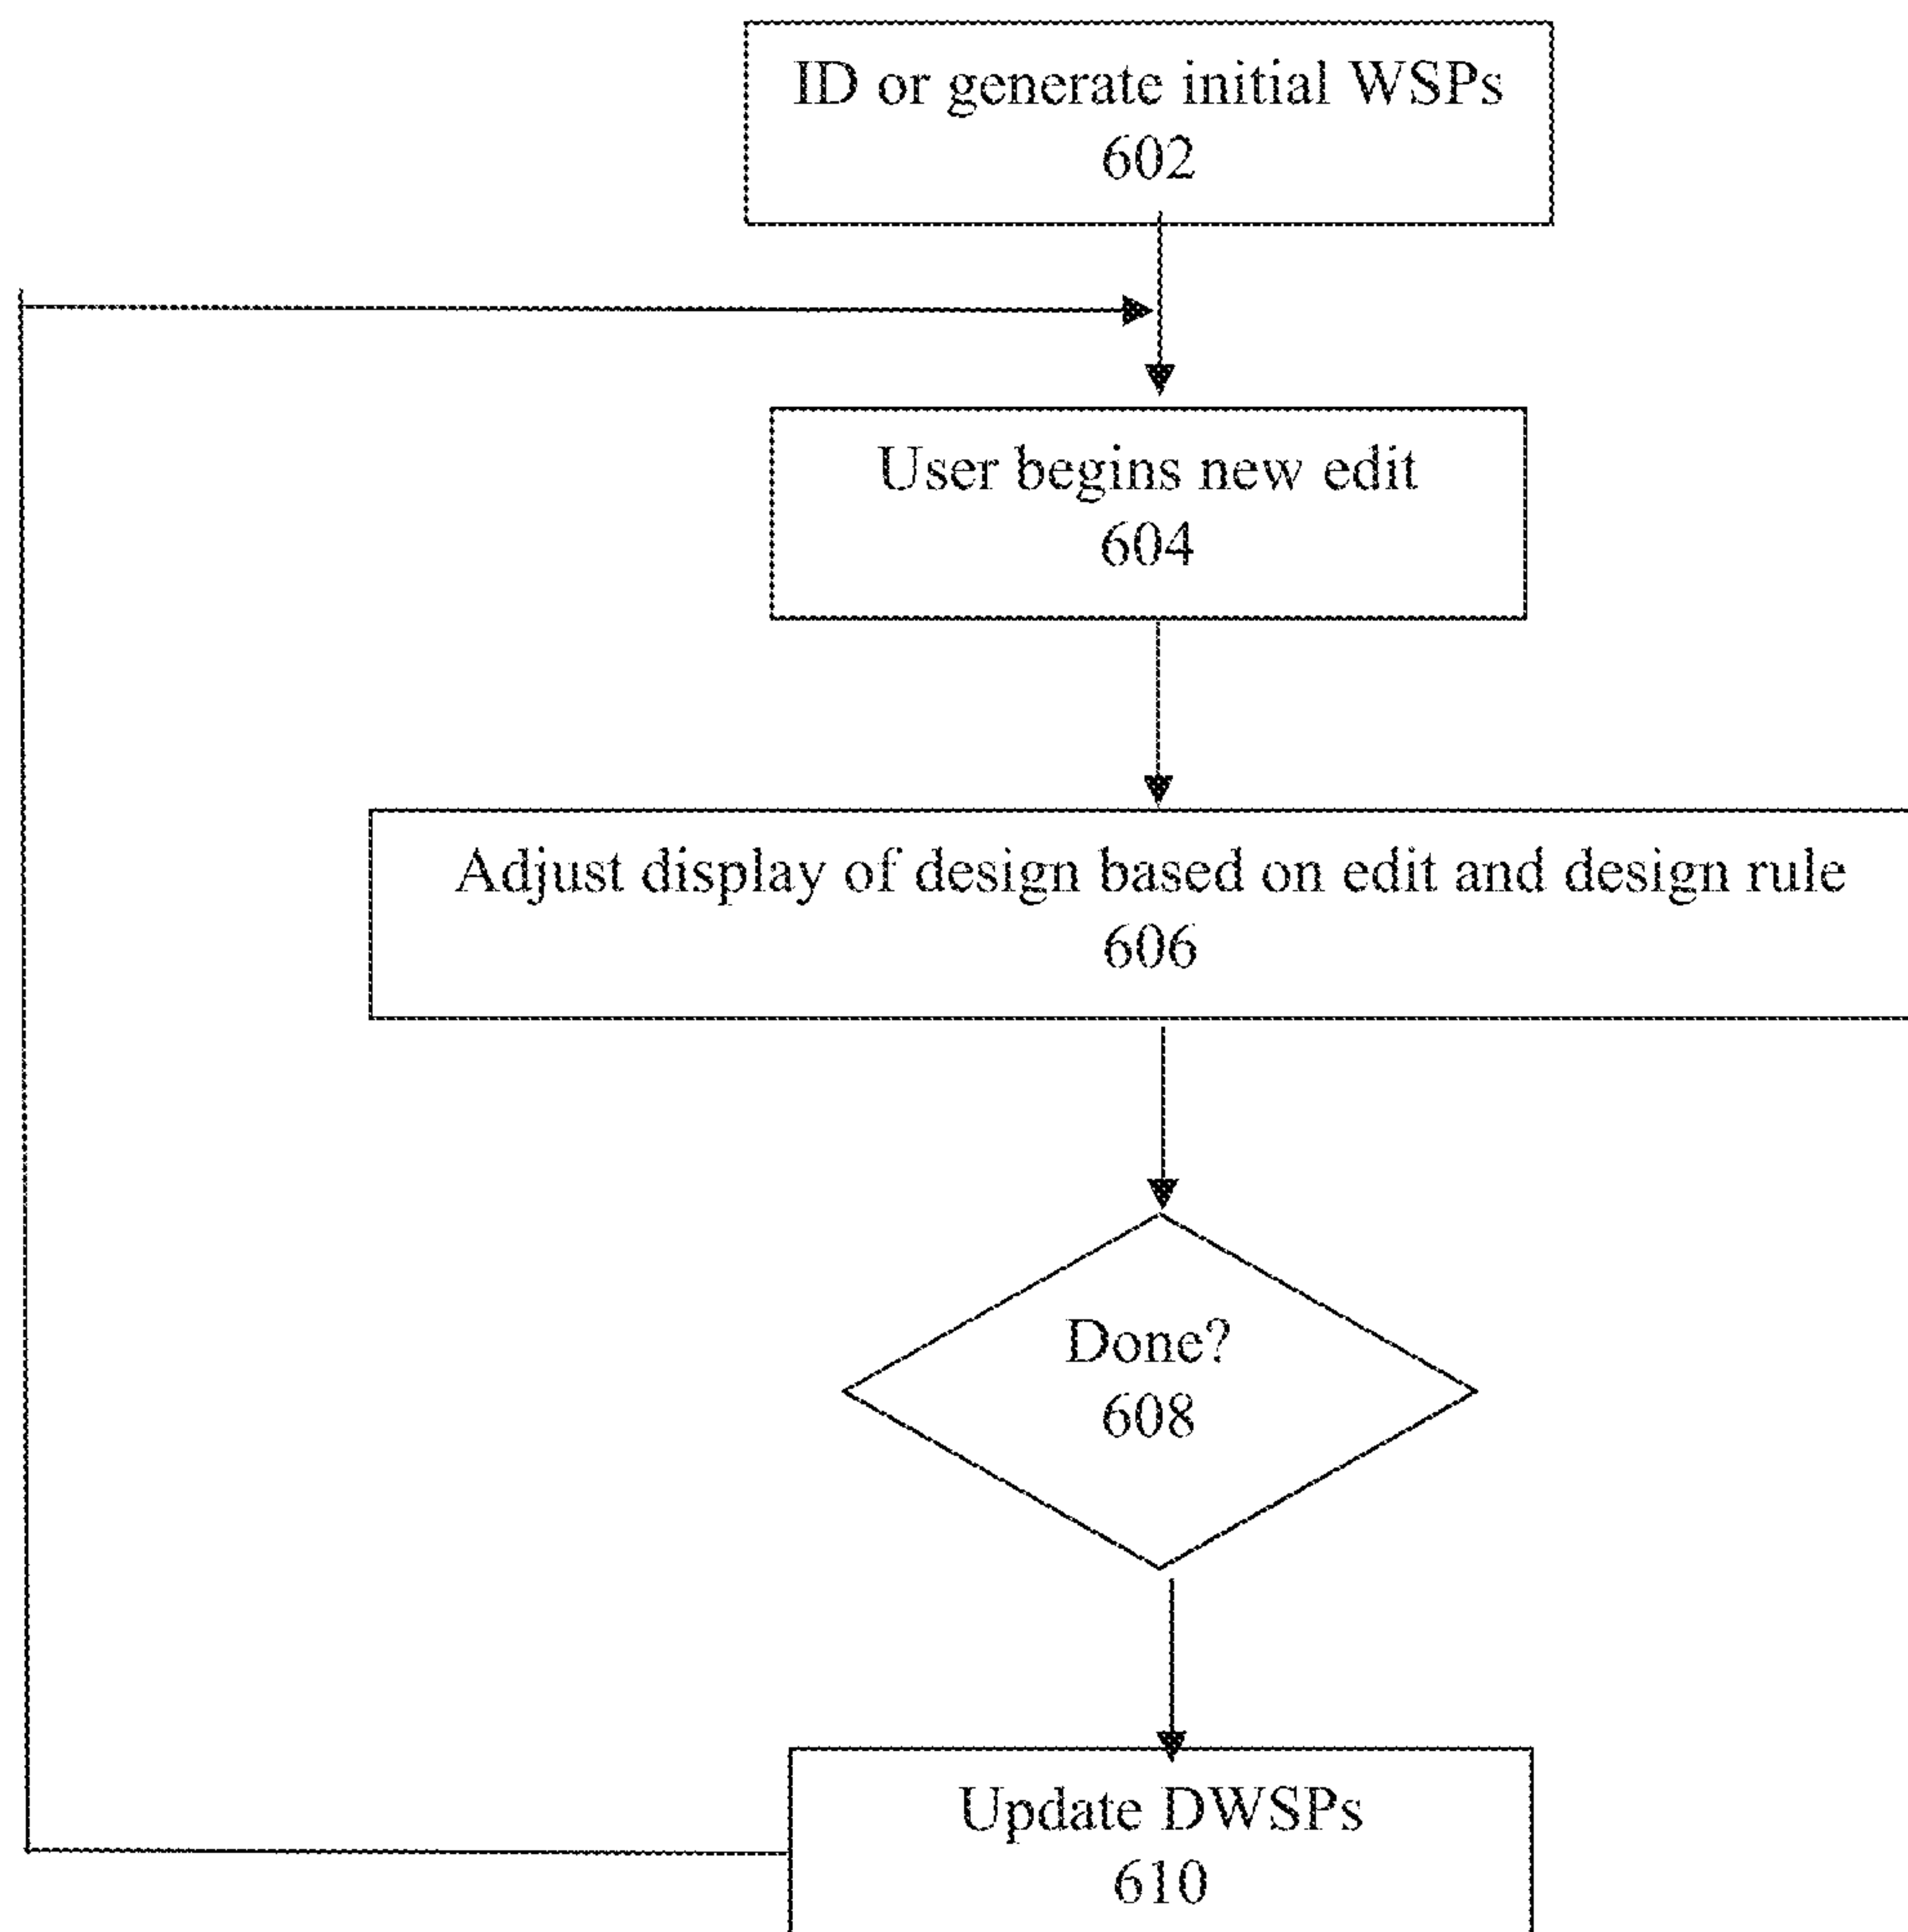 ID or generate initial WSPs
602
User begins new edit
604
Adjust display of design based on edit and design rule
606
Done?
608
Update DWSPs
610